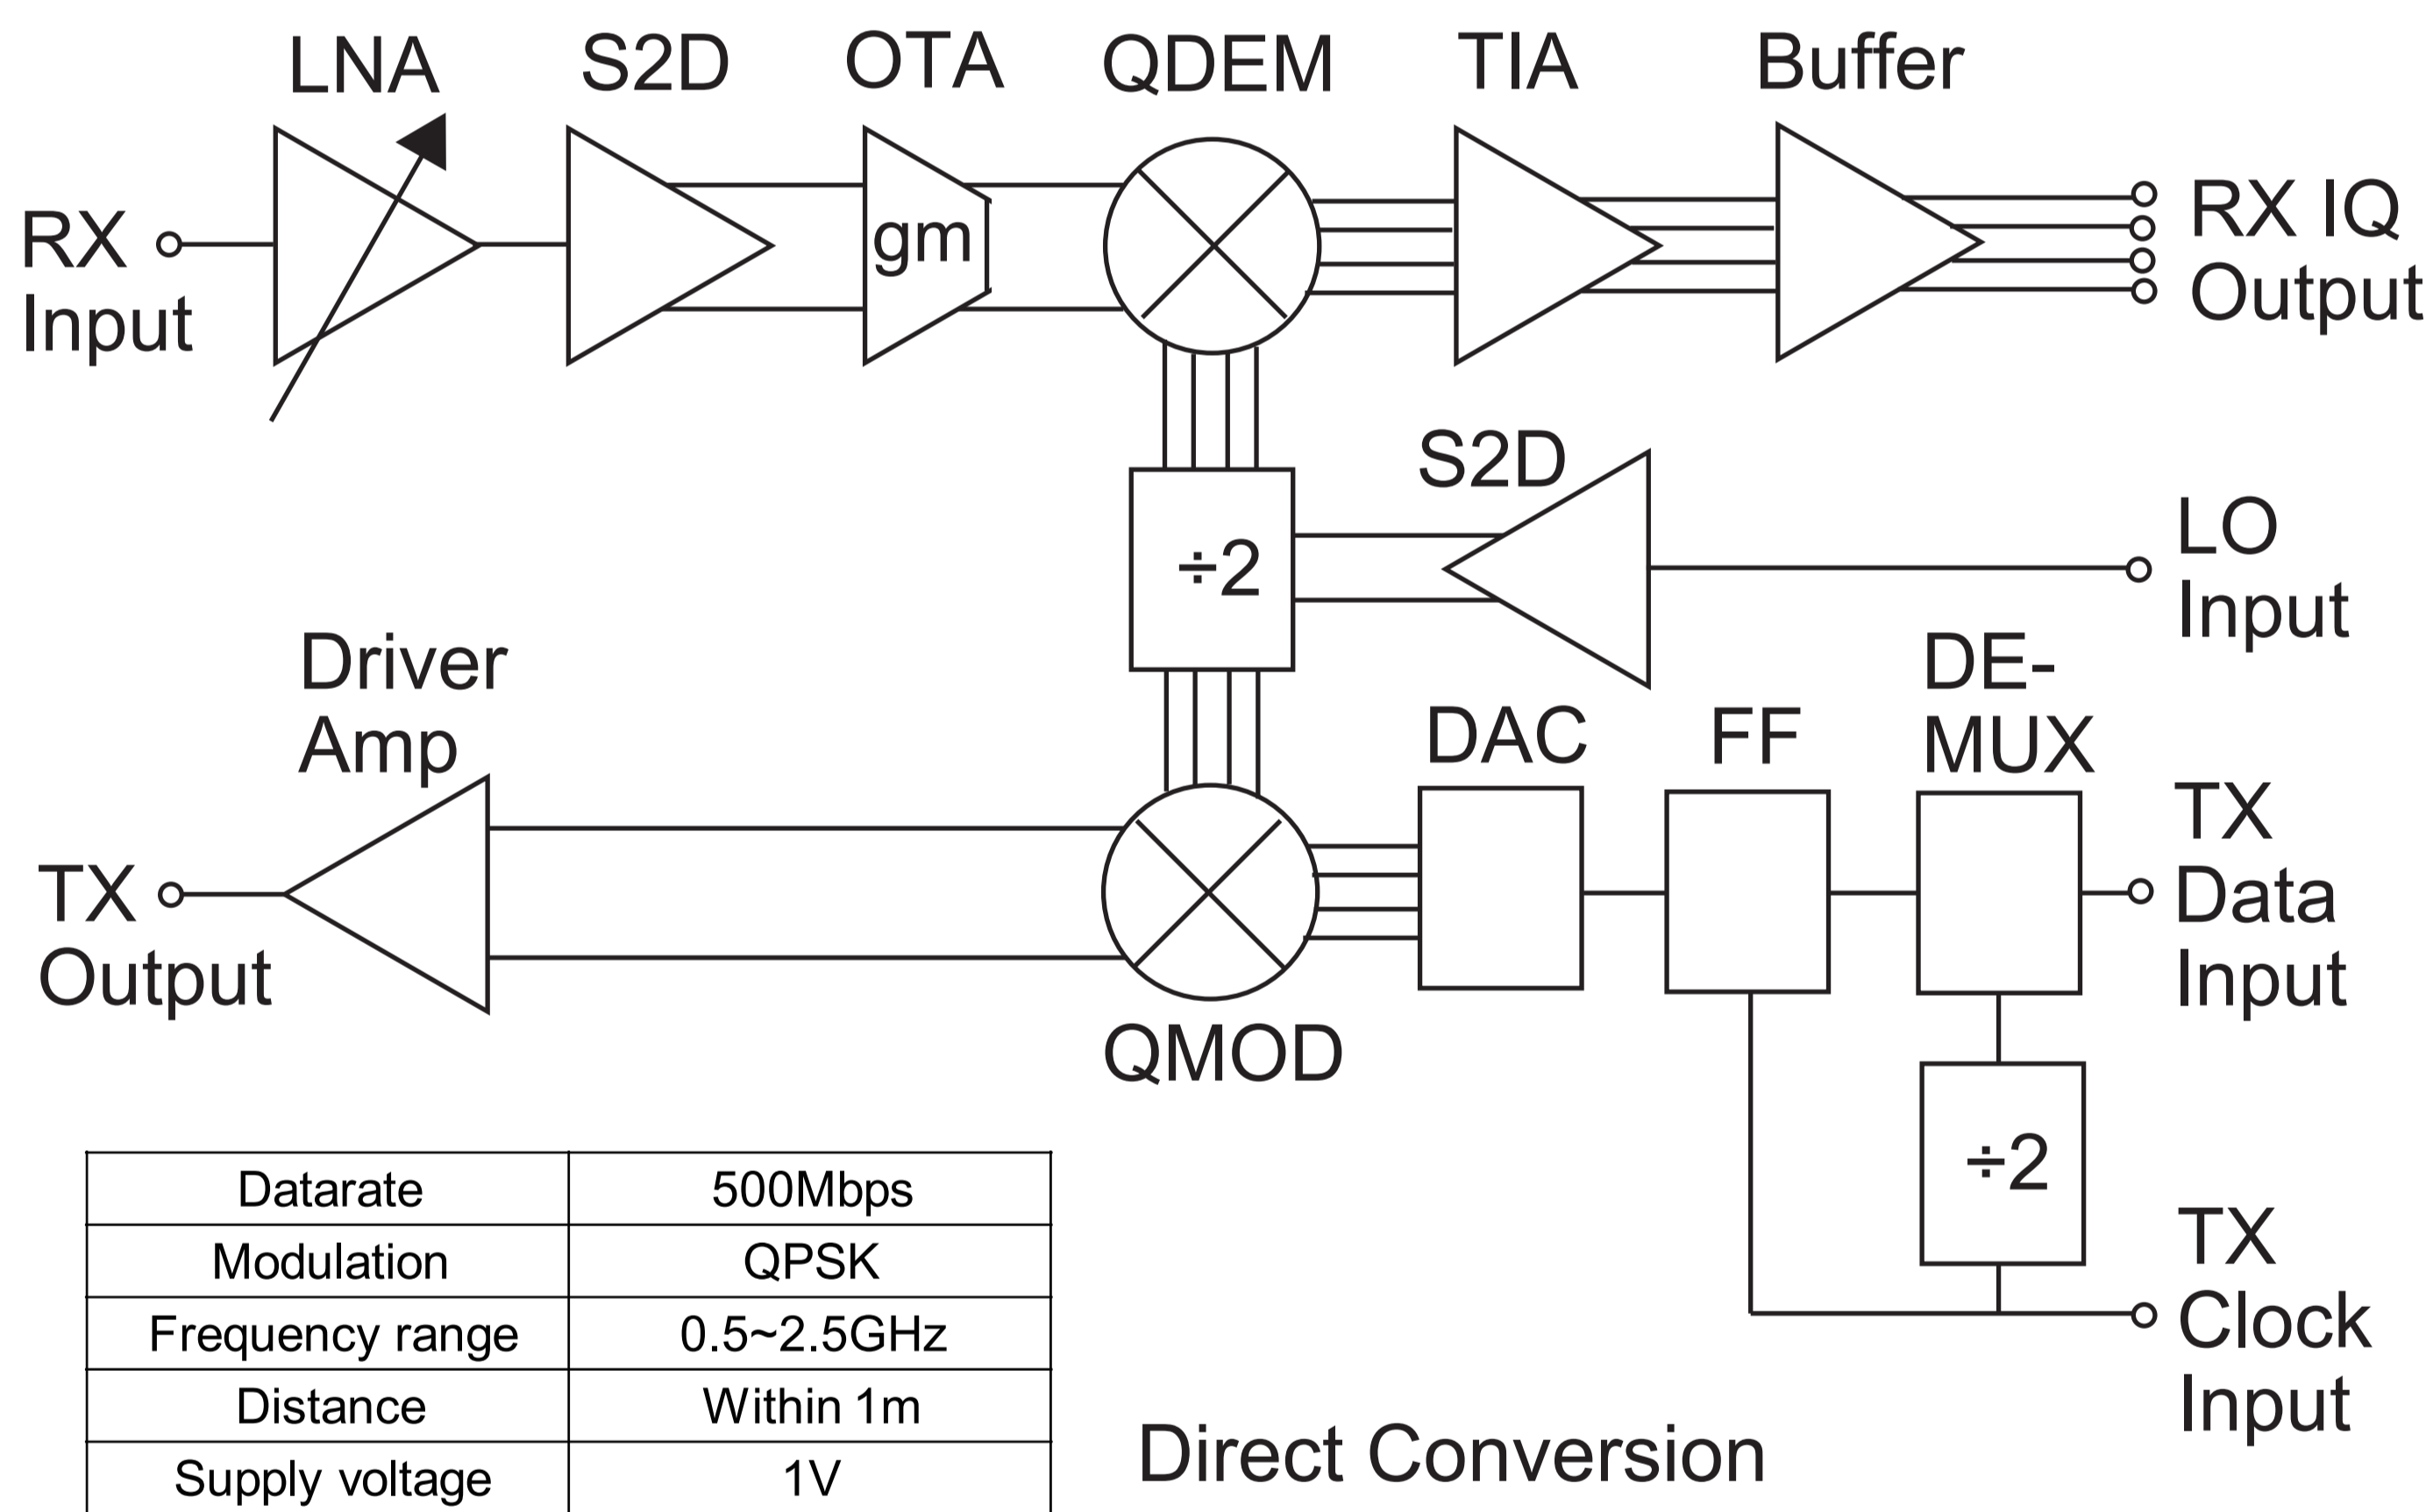 LNA
S2D
OTA
QDEM
TIA
Buffer
RX
Input
gm
RX IQ
Output
S2D
÷2
LO
Input
Driver
Amp
DAC
FF
DE-
MUX
TX
Output
TX
Data
Input
QMOD
÷2
TX
Clock
Input
Datarate 500Mbps
Modulation QPSK
Frequency range 0.5~2.5GHz
Distance Within 1m
Supply voltage 1V
Direct Conversion